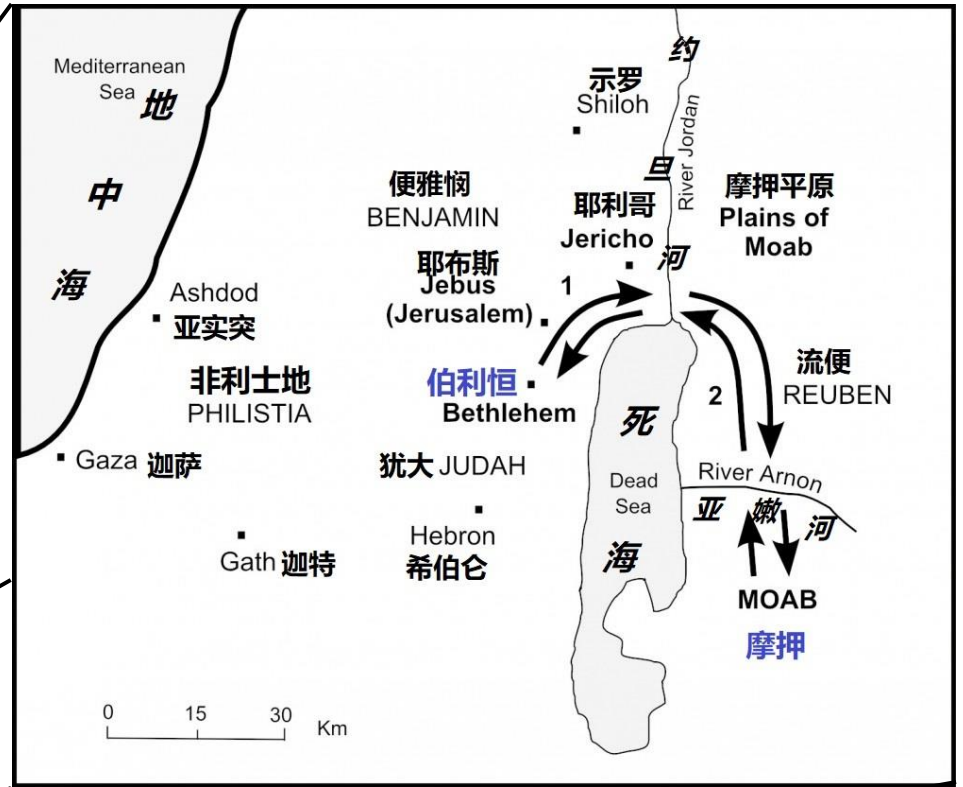 Mediterranean
Sea
地
中
海
约
旦
河
River Jordan
示罗
Shiloh
便雅悯
BENJAMIN
耶利哥
Jericho
摩押平原
Plains of
Moab
耶布斯
Jebus
(Jerusalem)
1
Ashdod
亚实突
非利士地
PHILISTIA
伯利恒
Bethlehem
流便
REUBEN
2
死
Dead
Sea
海
Gaza 迦萨
犹大 JUDAH
River Arnon
亚 嫩 河
Hebron
希伯仑
Gath 迦特
MOAB
摩押
0 15 30 Km